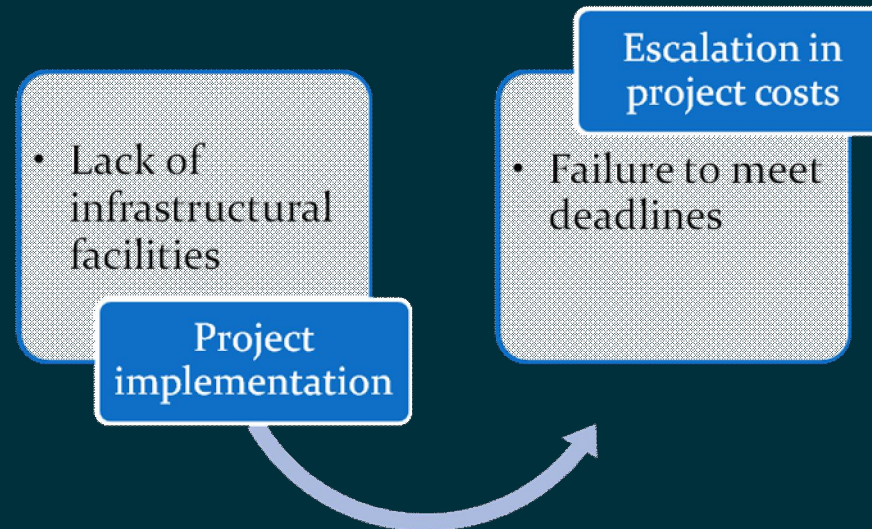 • Lack of
infrastructural
facilities
Project
implementation
Escalation in
project costs
• Failure to meet
deadlines